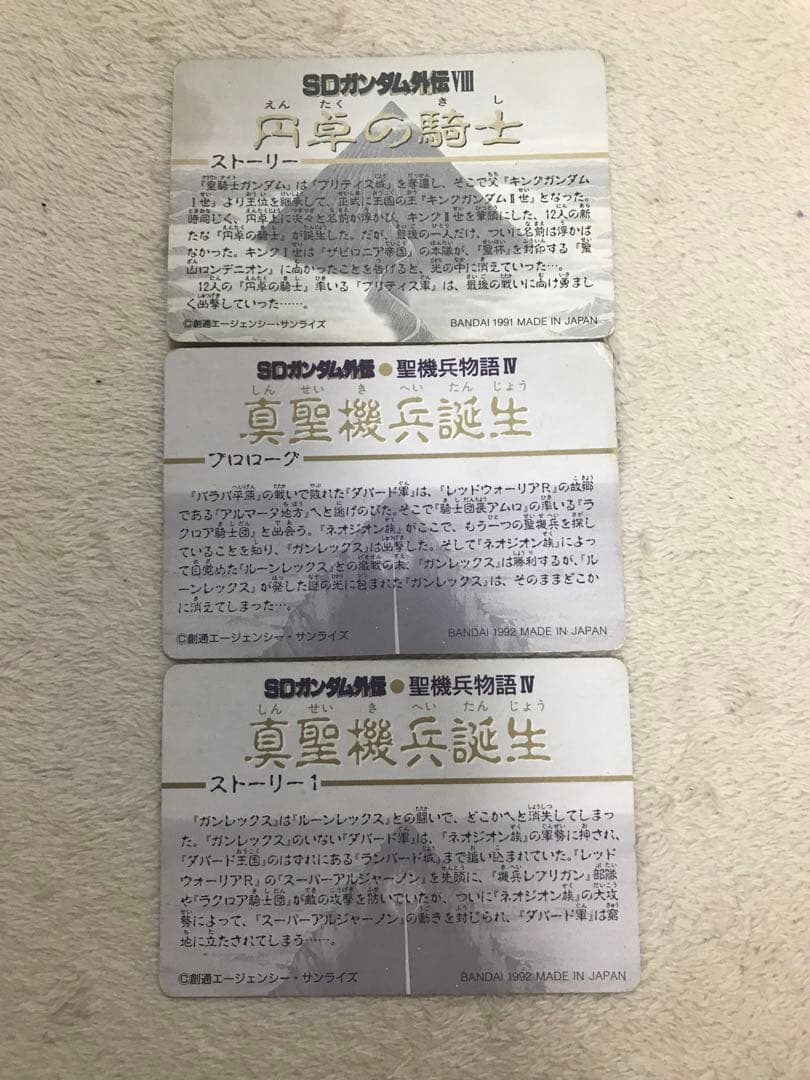 SDガンダム外伝Ⅷ
えん たく き し
円卓の騎士
ストーリー
『皇騎士ガンダム』は『ブリティス城』を奪還し、そこで父『キングガンダム
Ⅰ世』より王位を継承して、正式に王国の王『キングガンダムⅡ世』となった。
時同じく、円卓上に次々と名前が浮かび、キングⅡ世を筆頭にした、12人の新
たな『円卓の騎士』が誕生した。だが、最後の一人だけ、ついに名前は浮かば
なかった。キングⅠ世は『ザビロニア帝国』の本隊が、『聖杯』を封印する『聖
山ロンデニオン』に向かったことを告げると、光の中に消えていった…。
12人の『円卓の騎士』率いる『ブリティス軍』は、最後の戦いに向け勇まし
く出撃していった……。
©創通エージェンシー・サンライズ
BANDAI 1991 MADE IN JAPAN
SDガンダム外伝●聖機兵物語Ⅳ
しん せい き へい たん じょう
真聖機兵誕生
プロローグ
『バラバ平原』の戦いで敗れた『ダバード軍』は、『レッドウォーリアR』の故郷
である『アルマータ地方』へと逃げのびた。そこで『騎士団長アムロ』の率いる『ラ
クロア騎士団』と出会う。『ネオジオン族』がここで、もう一つの聖機兵を探し
ていることを知り、『ガンレックス』は出撃した。そして『ネオジオン族』によっ
て目覚めた『ルーンレックス』との激戦の末、『ガンレックス』は勝利するが、『ル
ーンレックス』が発した謎の光に包まれた『ガンレックス』は、そのままどこか
に消えてしまった…。
©創通エージェンシー・サンライズ
BANDAI 1992 MADE IN JAPAN
SDガンダム外伝●聖機兵物語Ⅳ
しん せい き へい たん じょう
真聖機兵誕生
ストーリー1
『ガンレックス』は『ルーンレックス』との闘いで、どこかへと消失してしまっ
た。『ガンレックス』のいない『ダバード軍』は、『ネオジオン族』の軍勢に押され、
『ダバード王国』のはずれにある『ランバード城』まで追い込まれていた。『レッド
ウォーリアR』の『スーパーアルジャーノン』を先頭に、『機兵レフリガン』部隊
や『ラクロア騎士団』が敵の攻撃を防いでいたが、ついに『ネオジオン族』の大攻
勢によって、『スーパーアルジャーノン』の動きを封じられ、『ダバード軍』は窮
地に立たされてしまう……。
©創通エージェンシー・サンライズ
BANDAI 1992 MADE IN JAPAN